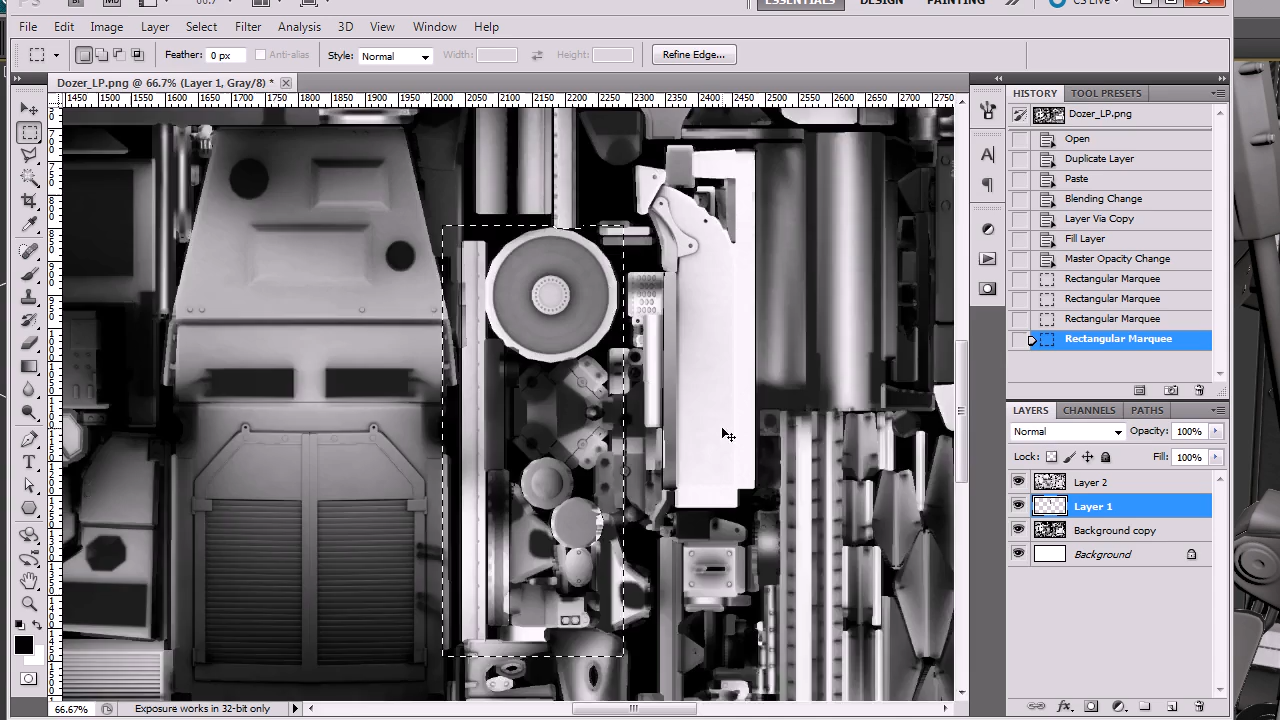 PS Br Mb 66.7 ESSENTIALS DESIGN PAINTING CS Live
File Edit Image Layer Select Filter Analysis 3D View Window Help
Feather: 0 px Anti-alias Style: Normal Width: Height: Refine Edge...
Dozer_LP.png @ 66.7% (Layer 1, Gray/8) *
1450 1500 1550 1600 1650 1700 1750 1800 1850 1900 1950 2000 2050 2100 2150 2200 2250 2300 2350 2400 2450 2500 2550 2600 2650 2700 2750
HISTORY TOOL PRESETS
Dozer_LP.png
Open
Duplicate Layer
Paste
Blending Change
Layer Via Copy
Fill Layer
Master Opacity Change
Rectangular Marquee
Rectangular Marquee
Rectangular Marquee
Rectangular Marquee
LAYERS CHANNELS PATHS
Normal Opacity: 100%
Lock: Fill: 100%
Layer 2
Layer 1
Background copy
Background
66.67% Exposure works in 32-bit only